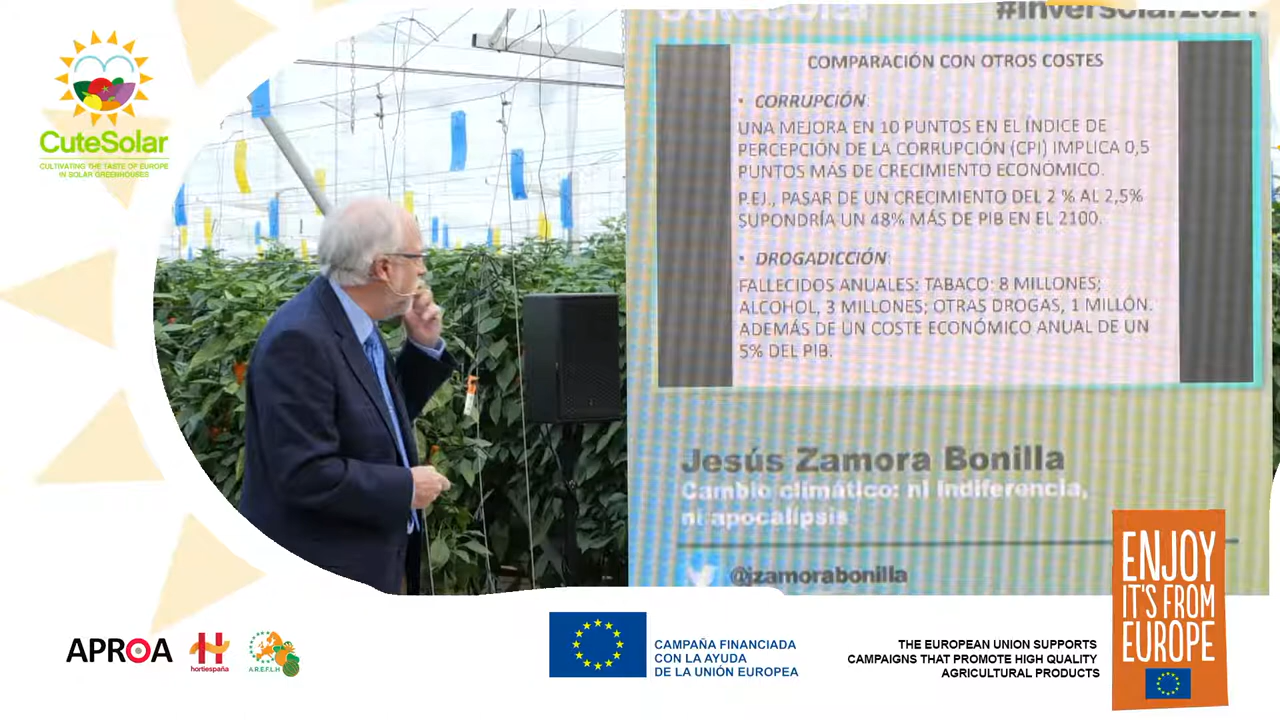 CuteSolar
#inversolar2021
COMPARACIÓN CON OTROS COSTES
• CORRUPCIÓN:
UNA MEJORA EN 10 PUNTOS EN EL ÍNDICE DE
PERCEPCIÓN DE LA CORRUPCIÓN (CPI) IMPLICA 0,5
PUNTOS MÁS DE CRECIMIENTO ECONÓMICO.
P.EJ., PASAR DE UN CRECIMIENTO DEL 2 % AL 2,5%
SUPONDRÍA UN 48% MÁS DE PIB EN EL 2100.
• DROGADICCIÓN:
FALLECIDOS ANUALES: TABACO: 8 MILLONES;
ALCOHOL, 3 MILLONES; OTRAS DROGAS, 1 MILLÓN.
ADEMÁS DE UN COSTE ECONÓMICO ANUAL DE UN
5% DEL PIB.
Jesús Zamora Bonilla
Cambio climático: ni indiferencia,
ni apocalipsis
@jzamorabonilla
CuteSolar
CULTIVATING THE TASTE OF EUROPE
IN SOLAR GREENHOUSES
APROA
hortiespaña
A.R.E.F.L.H
CAMPAÑA FINANCIADA
CON LA AYUDA
DE LA UNIÓN EUROPEA
THE EUROPEAN UNION SUPPORTS
CAMPAIGNS THAT PROMOTE HIGH QUALITY
AGRICULTURAL PRODUCTS
ENJOY
IT'S FROM
EUROPE